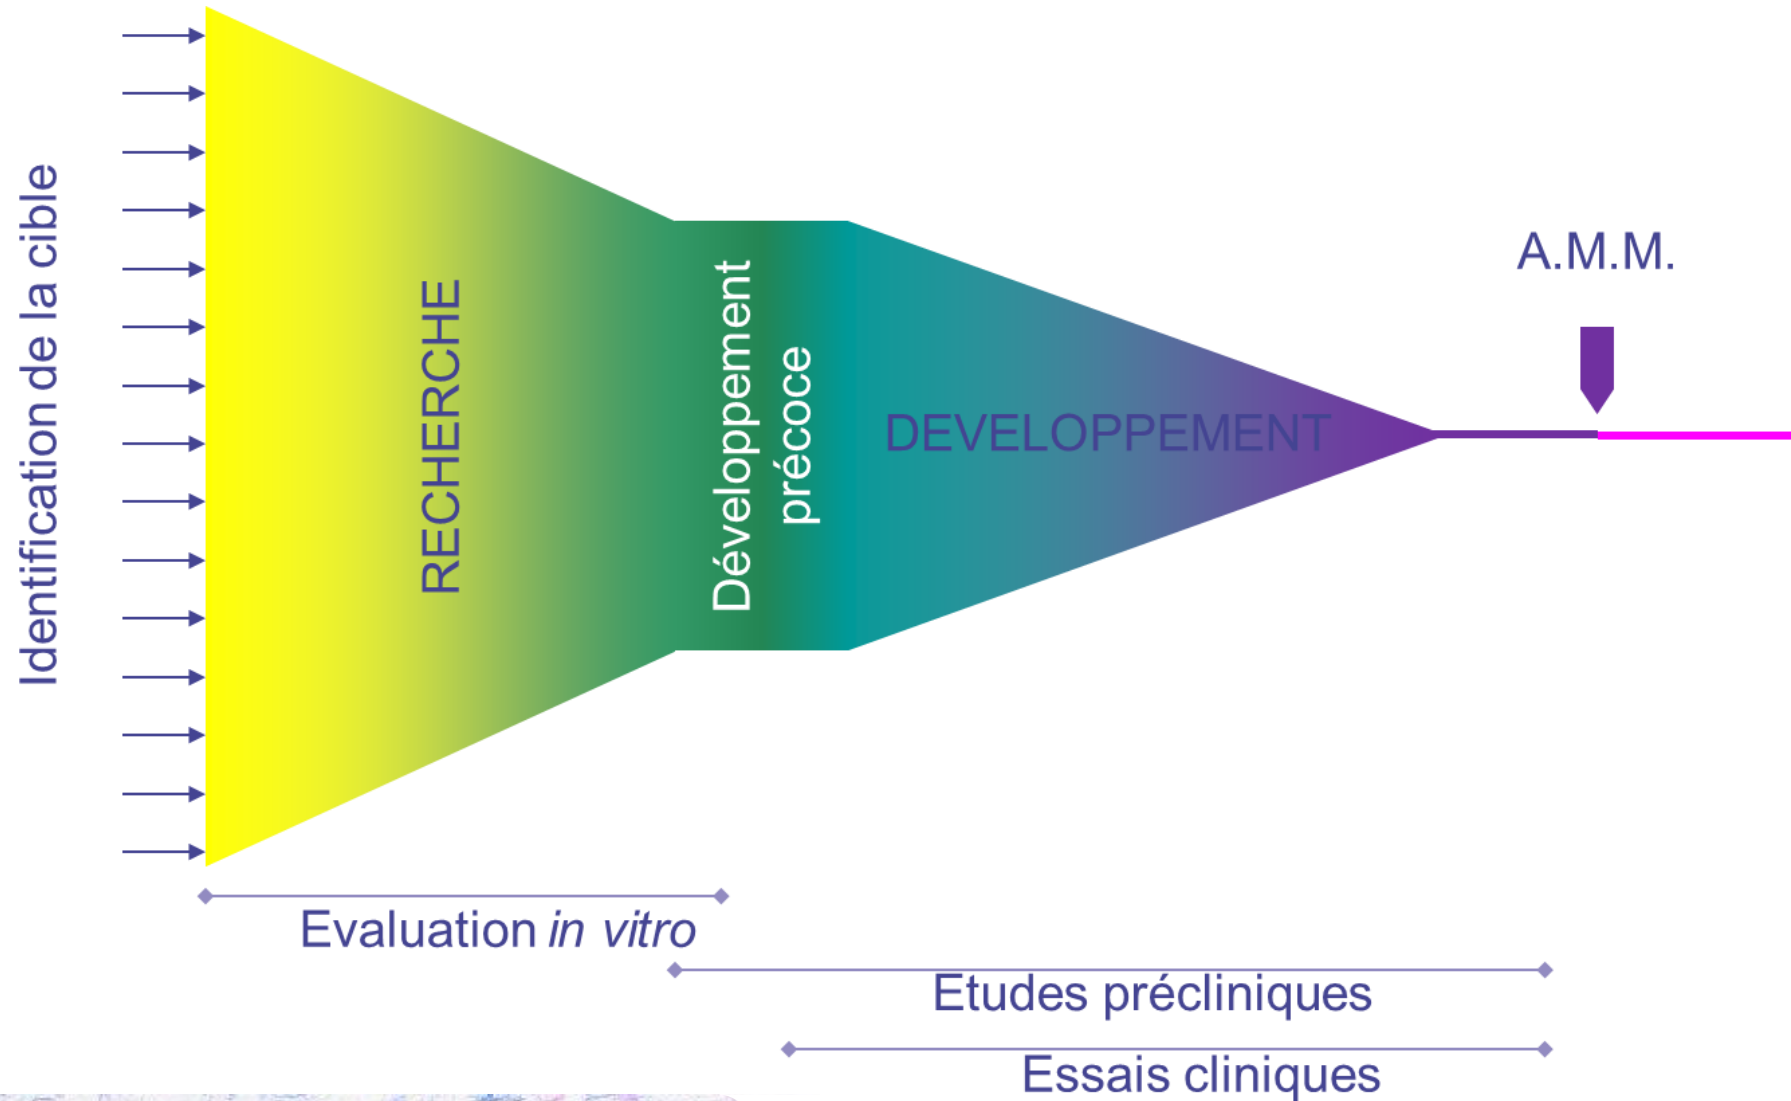 Identification de la cible
RECHERCHE
Développement
précoce
DEVELOPPEMENT
A.M.M.
Evaluation in vitro
Etudes précliniques
Essais cliniques